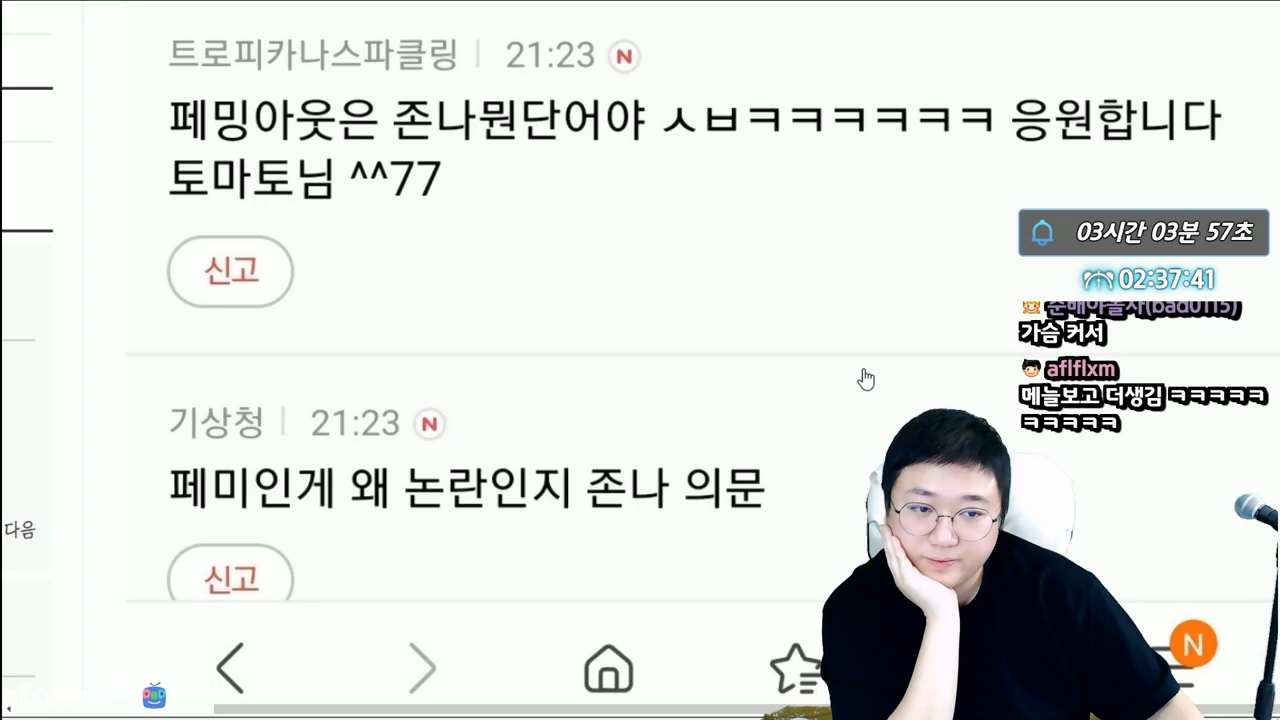 트로피카나스파클링 21:23 N
페밍아웃은 존나뭔단어야 ㅅㅂㅋㅋㅋㅋㅋㅋ 응원합니다
토마토님 ^^77
신고
03시간 03분 57초
02:37:41
가슴 커서
aflflxm
메늘보고 더생김 ㅋㅋㅋㅋㅋ
ㅋㅋㅋㅋㅋ
기상청 21:23 N
페미인게 왜 논란인지 존나 의문
다음
신고
N